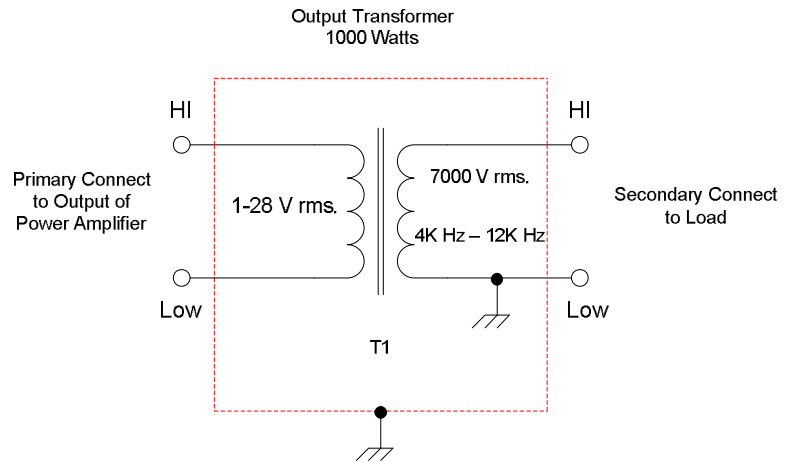 Output Transformer
1000 Watts
HI
HI
Primary Connect
to Output of
Power Amplifier
1-28 V rms.
7000 V rms.
4K Hz – 12K Hz
Secondary Connect
to Load
Low
Low
T1